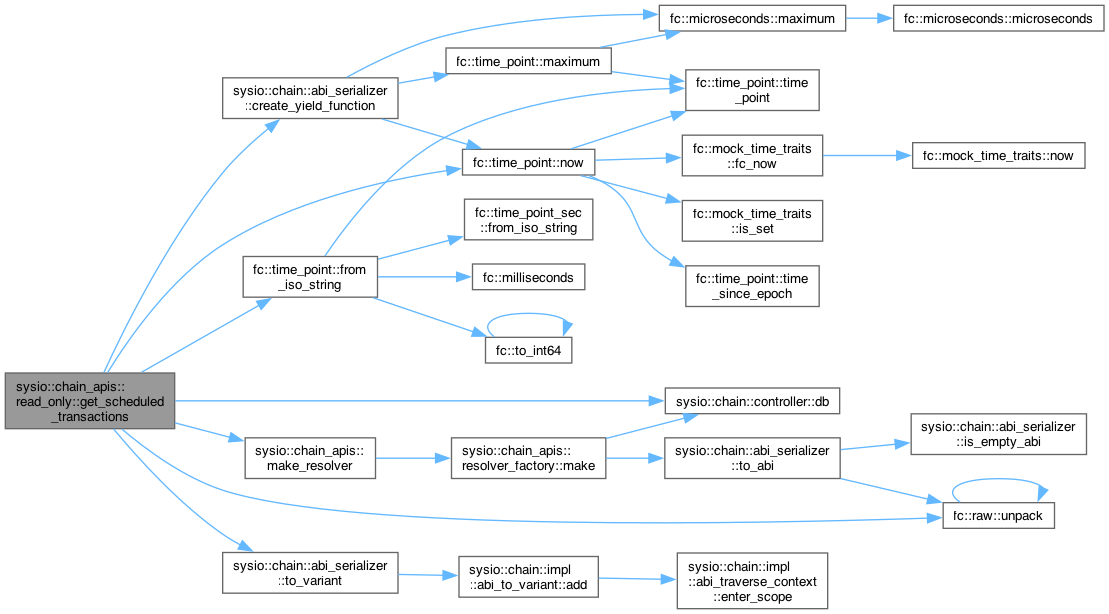 fc::microseconds::maximum
fc::microseconds::microseconds
fc::time_point::maximum
sysio::chain::abi_serializer
::create_yield_function
fc::time_point::time
_point
fc::time_point::now
fc::mock_time_traits
::fc_now
fc::mock_time_traits::now
fc::time_point_sec
::from_iso_string
fc::mock_time_traits
::is_set
fc::time_point::from
_iso_string
fc::milliseconds
fc::time_point::time
_since_epoch
fc::to_int64
sysio::chain_apis::
read_only::get_scheduled
_transactions
sysio::chain::controller::db
sysio::chain_apis::
make_resolver
sysio::chain_apis::
resolver_factory::make
sysio::chain::abi_serializer
::to_abi
sysio::chain::abi_serializer
::is_empty_abi
fc::raw::unpack
sysio::chain::abi_serializer
::to_variant
sysio::chain::impl
::abi_to_variant::add
sysio::chain::impl
::abi_traverse_context
::enter_scope